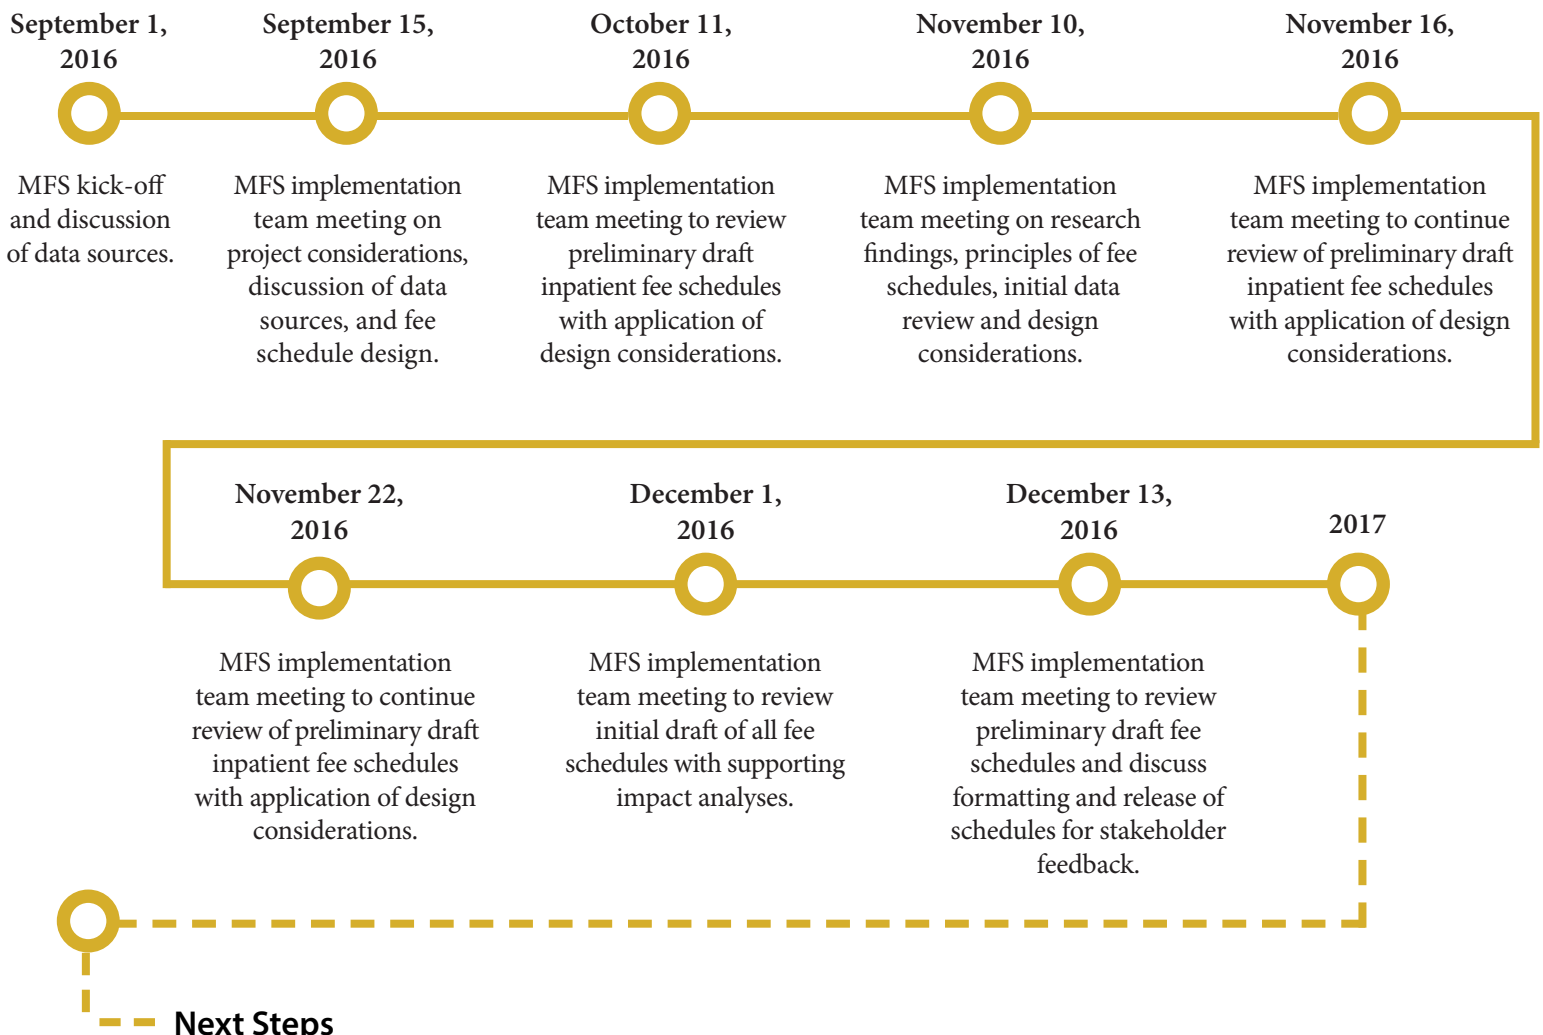 September 1,
2016
MFS kick-off
and discussion
of data sources.
September 15,
2016
MFS implementation
team meeting on
project considerations,
discussion of data
sources, and fee
schedule design.
October 11,
2016
MFS implementation
team meeting to review
preliminary draft
inpatient fee schedules
with application of
design considerations.
November 10,
2016
MFS implementation
team meeting on research
findings, principles of fee
schedules, initial data
review and design
considerations.
November 16,
2016
MFS implementation
team meeting to continue
review of preliminary draft
inpatient fee schedules
with application of design
considerations.
November 22,
2016
MFS implementation
team meeting to continue
review of preliminary draft
inpatient fee schedules
with application of design
considerations.
December 1,
2016
MFS implementation
team meeting to review
initial draft of all fee
schedules with supporting
impact analyses.
December 13,
2016
MFS implementation
team meeting to review
preliminary draft fee
schedules and discuss
formatting and release of
schedules for stakeholder
feedback.
2017
Next Steps